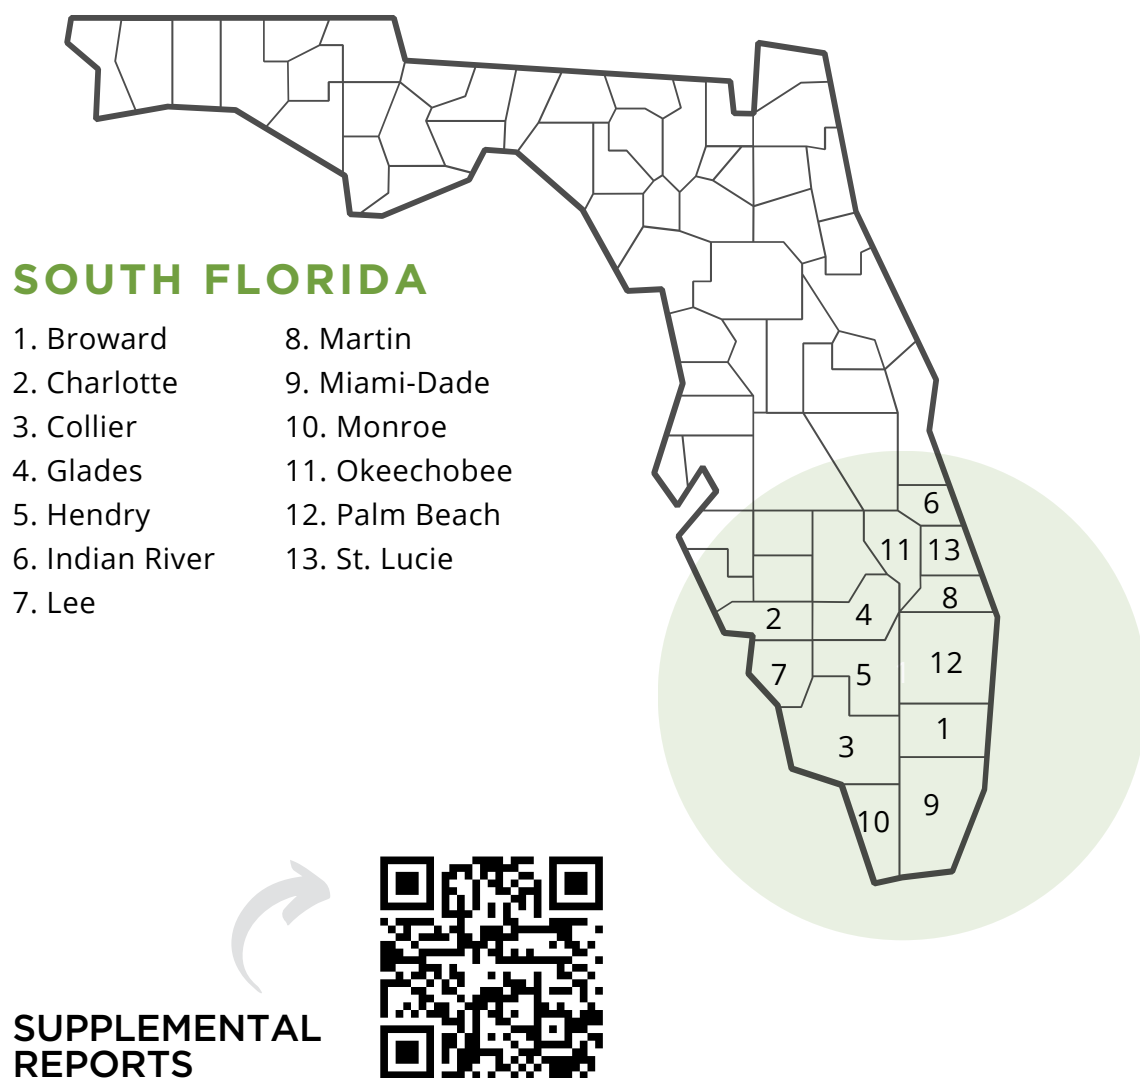 SOUTH FLORIDA
1. Broward
2. Charlotte
3. Collier
4. Glades
5. Hendry
6. Indian River
7. Lee
8. Martin
9. Miami-Dade
10. Monroe
11. Okeechobee
12. Palm Beach
13. St. Lucie
6
11 13
8
2 4
12
7 5 1
1
3
9
10
SUPPLEMENTAL
REPORTS